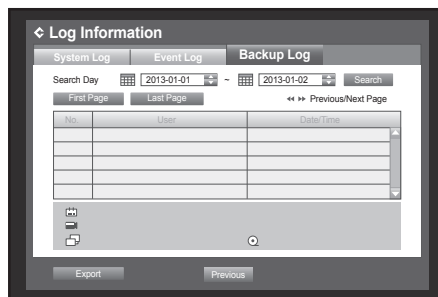 Log Information
System Log Event Log Backup Log
Search Day 2013-01-01 ~ 2013-01-02 Search
First Page Last Page Previous/Next Page
No. User Date/Time
Export Previous